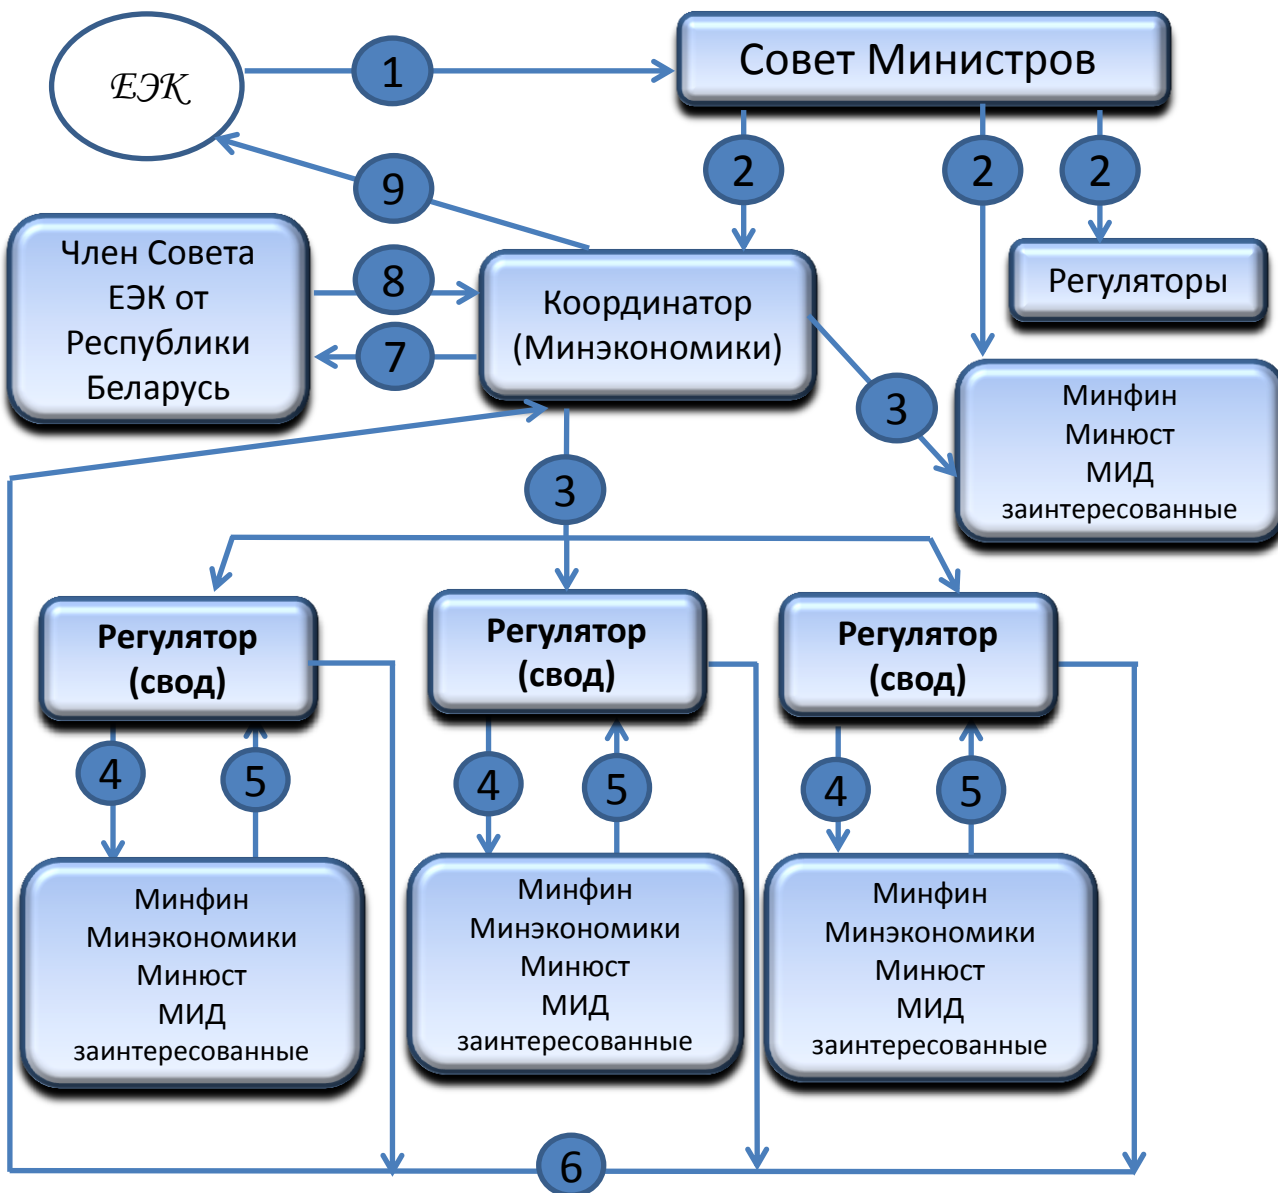 ЕЭК
1
Совет Министров
2
2
2
9
Член Совета
ЕЭК от
Республики
Беларусь
8
7
Координатор
(Минэкономики)
Регуляторы
3
Минфин
Минюст
МИД
заинтересованные
3
Регулятор
(свод)
Регулятор
(свод)
Регулятор
(свод)
4
5
4
5
4
5
Минфин
Минэкономики
Минюст
МИД
заинтересованные
Минфин
Минэкономики
Минюст
МИД
заинтересованные
Минфин
Минэкономики
Минюст
МИД
заинтересованные
6